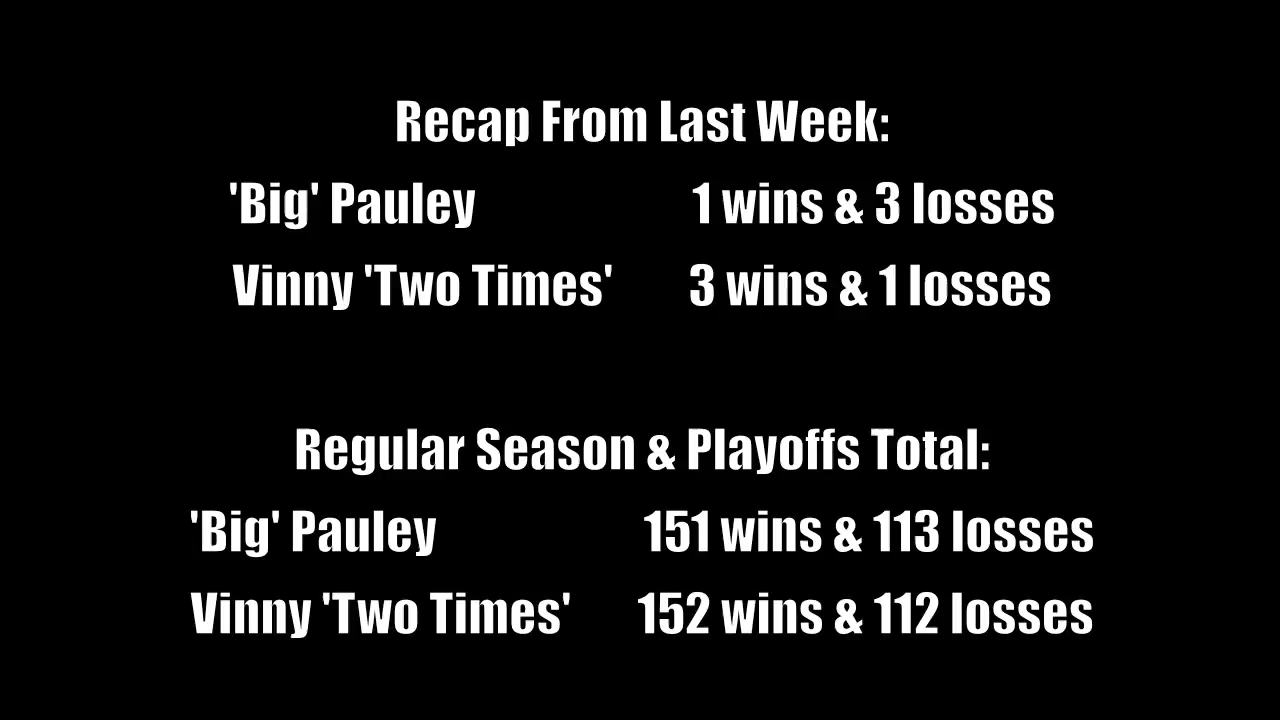 Recap From Last Week:
'Big' Pauley 1 wins & 3 losses
Vinny 'Two Times' 3 wins & 1 losses
Regular Season & Playoffs Total:
'Big' Pauley 151 wins & 113 losses
Vinny 'Two Times' 152 wins & 112 losses